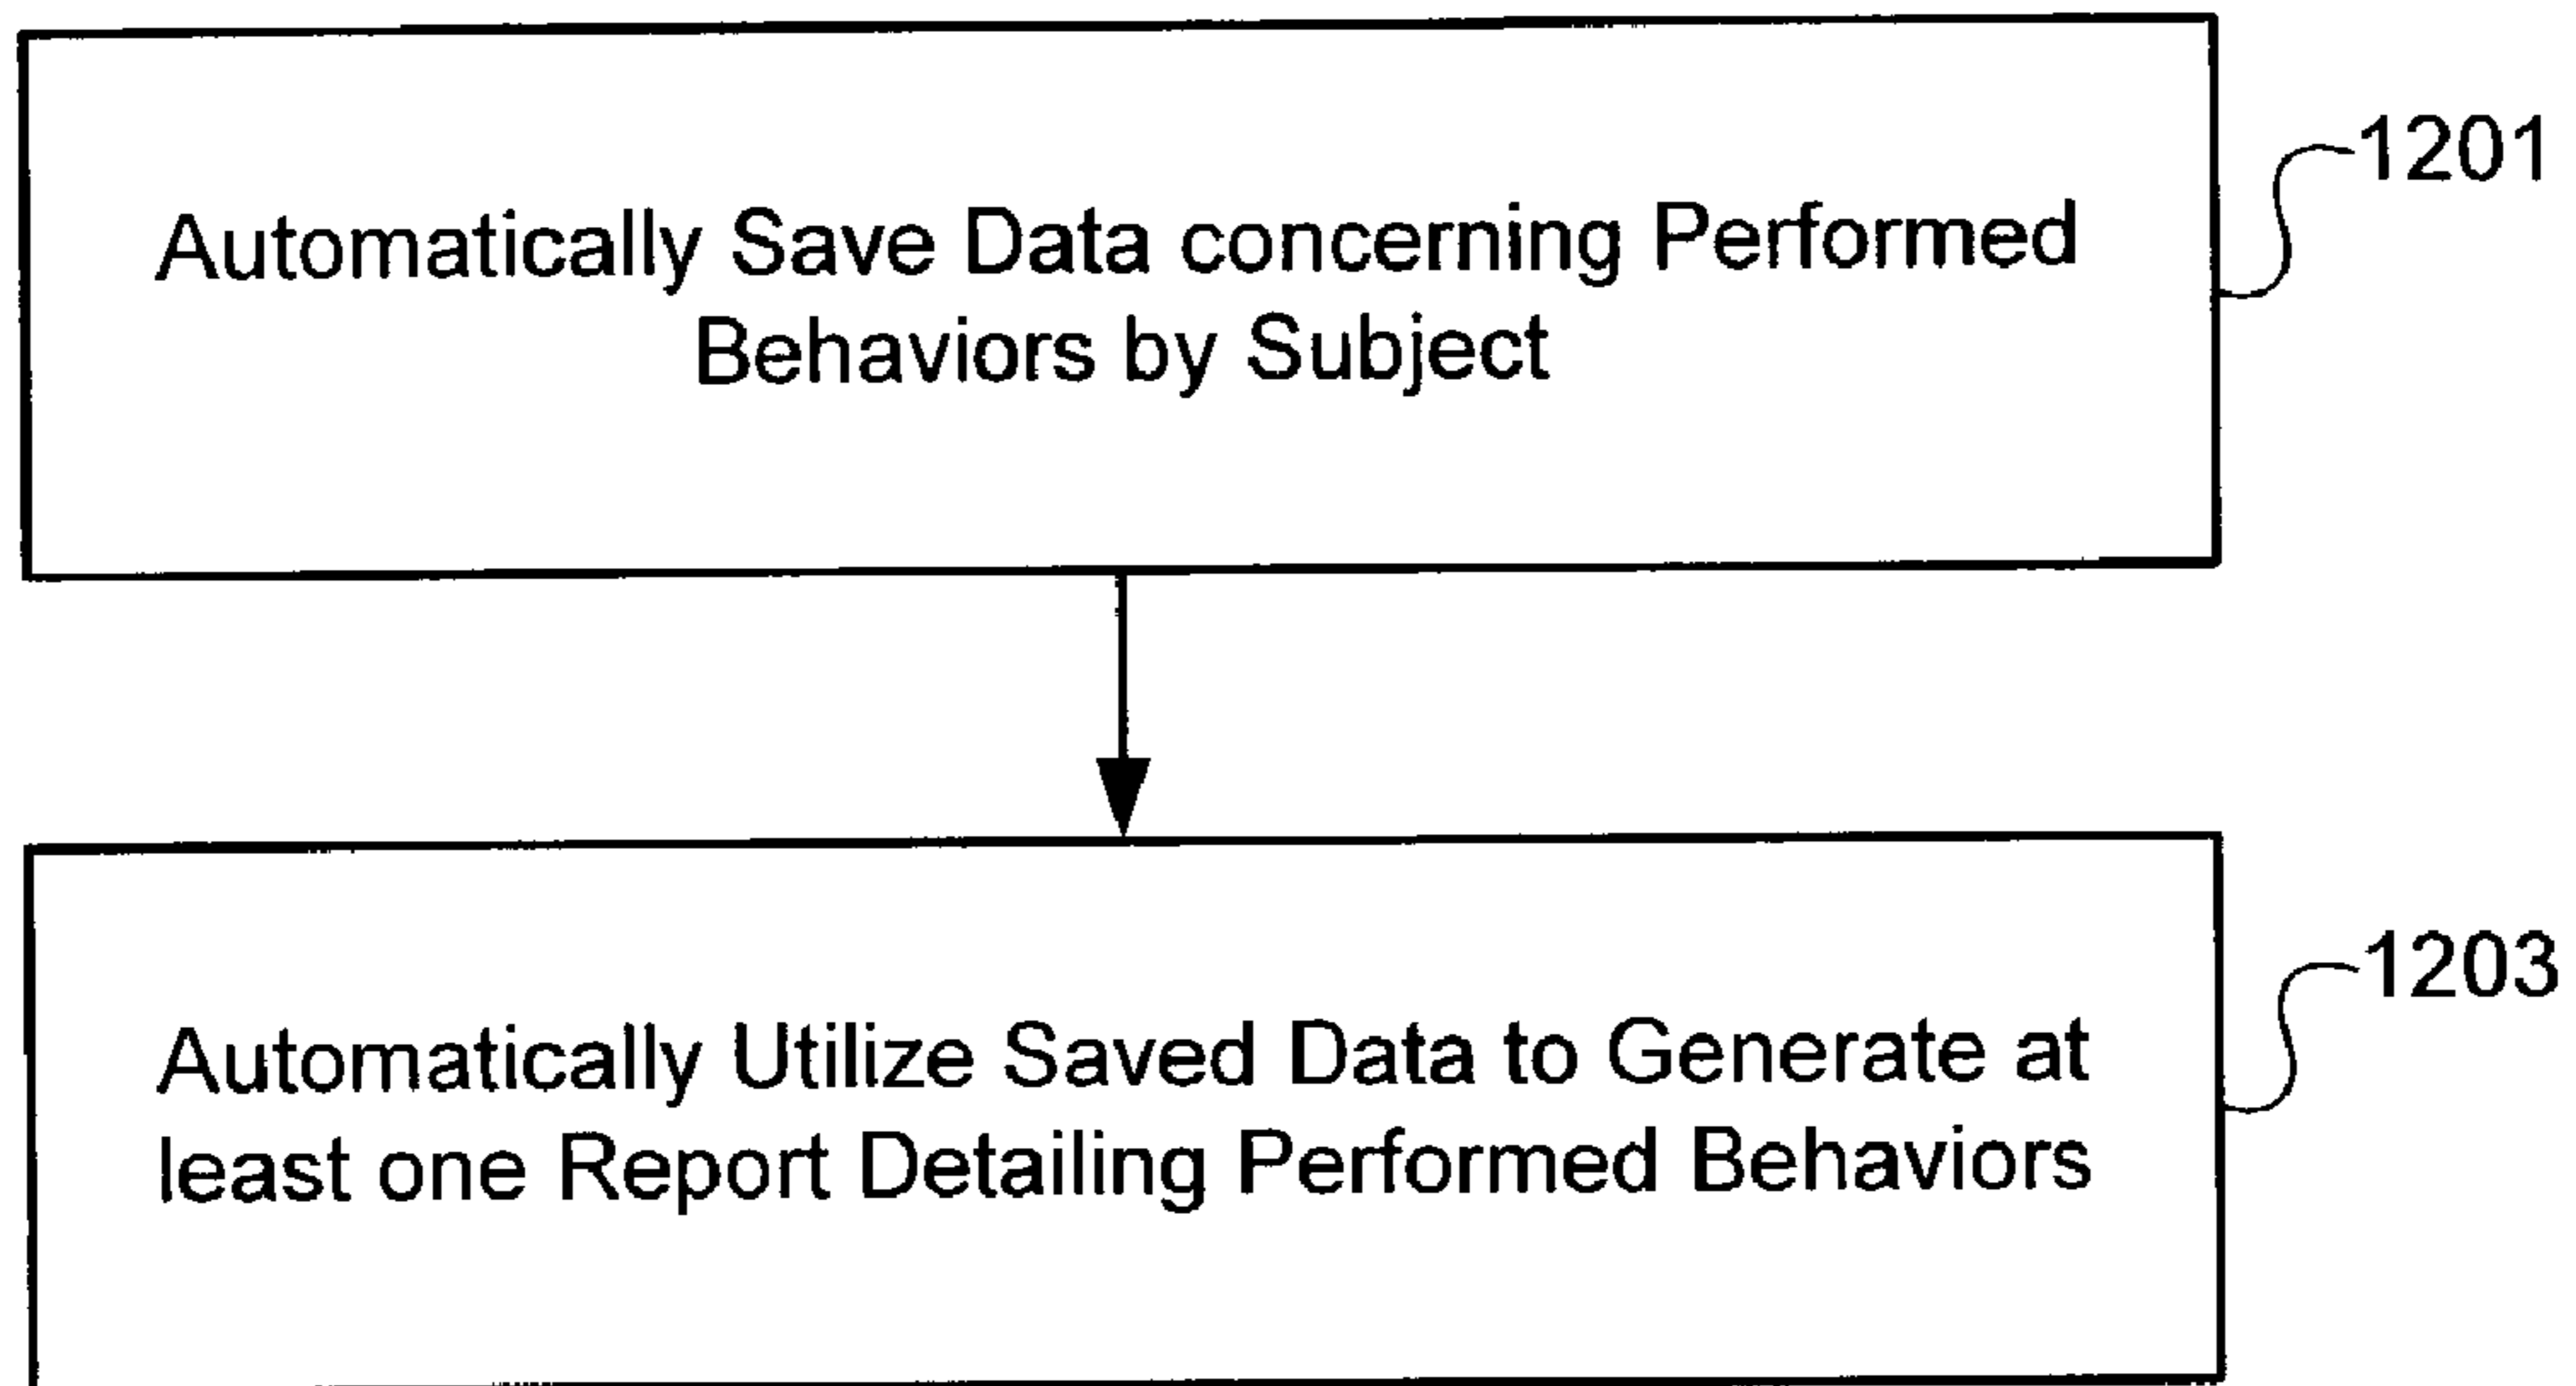 Automatically Save Data concerning Performed
Behaviors by Subject
1201
Automatically Utilize Saved Data to Generate at
least one Report Detailing Performed Behaviors
1203